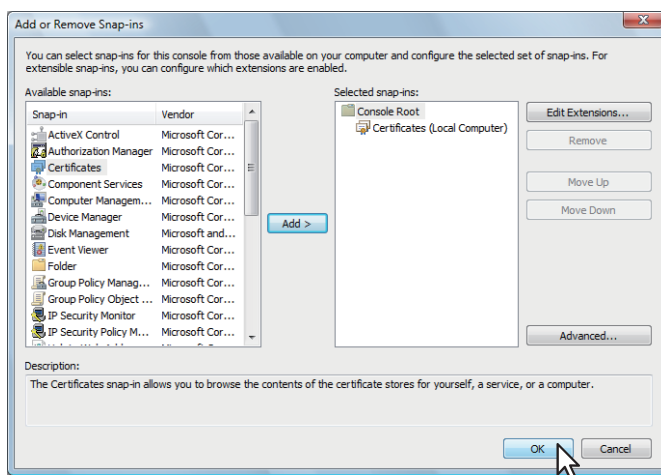 Add or Remove Snap-ins
You can select snap-ins for this console from those available on your computer and configure the selected set of snap-ins. For
extensible snap-ins, you can configure which extensions are enabled.
Available snap-ins:
Snap-in Vendor
ActiveX Control Microsoft Cor...
Authorization Manager Microsoft Cor...
Certificates Microsoft Cor...
Component Services Microsoft Cor...
Computer Managem... Microsoft Cor...
Device Manager Microsoft Cor...
Disk Management Microsoft and...
Event Viewer Microsoft Cor...
Folder Microsoft Cor...
Group Policy Manag... Microsoft Cor...
Group Policy Object ... Microsoft Cor...
IP Security Monitor Microsoft Cor...
IP Security Policy M... Microsoft Cor...
Add >
Selected snap-ins:
Console Root
Certificates (Local Computer)
Edit Extensions...
Remove
Move Up
Move Down
Advanced...
Description:
The Certificates snap-in allows you to browse the contents of the certificate stores for yourself, a service, or a computer.
OK
Cancel